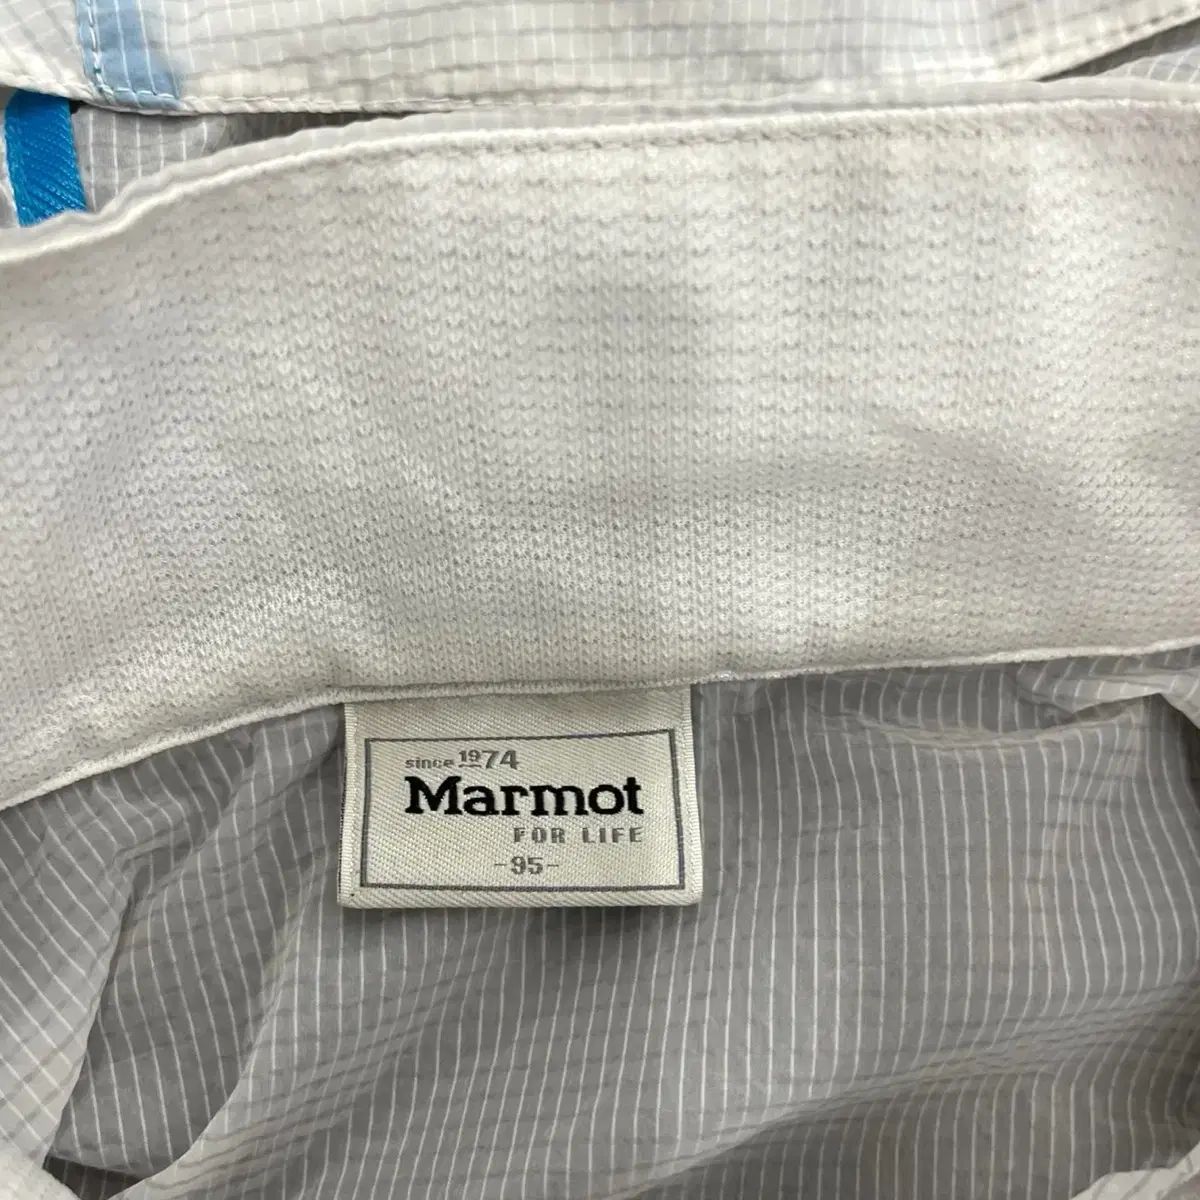 since 1974
Marmot
FOR LIFE
-95-